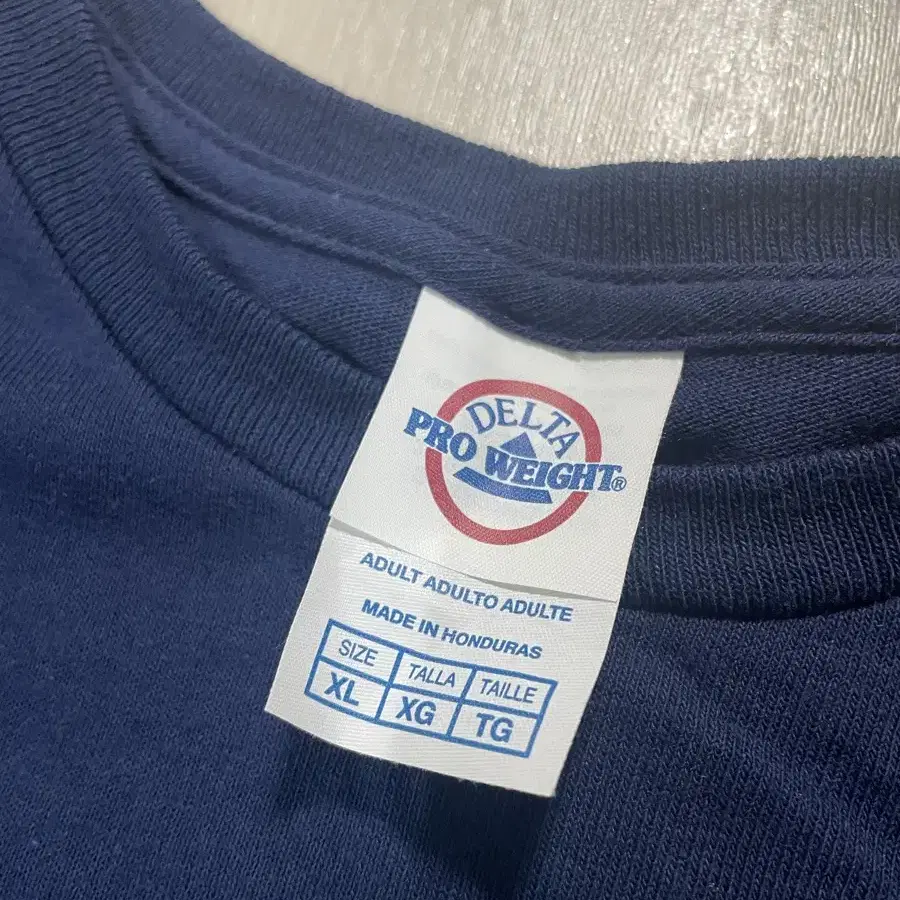 DELTA
PRO WEIGHT®
ADULT ADULTO ADULTE
MADE IN HONDURAS
SIZE TALLA TAILLE
XL XG TG